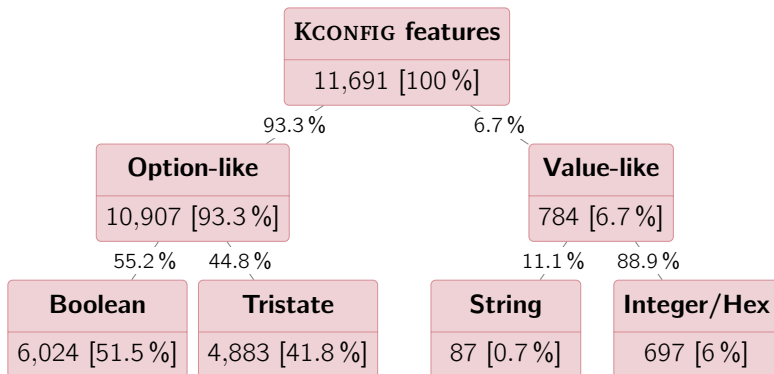 KCONFIG features
11,691 [100 %]
93.3 % 6.7 %
Option-like Value-like
10,907 [93.3 %] 784 [6.7 %]
55.2 % 44.8 % 11.1 % 88.9 %
Boolean Tristate String Integer/Hex
6,024 [51.5 %] 4,883 [41.8 %] 87 [0.7 %] 697 [6 %]